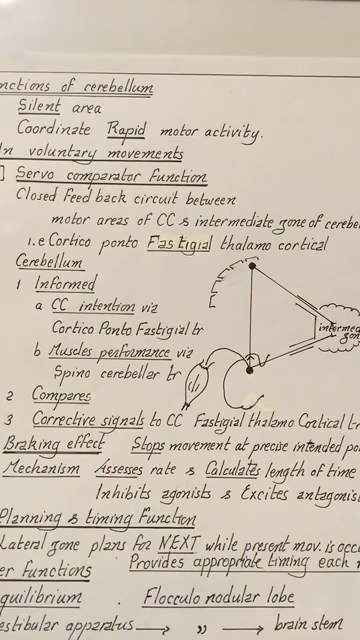 nctions of cerebellum
Silent area
Coordinate Rapid motor activity.
In voluntary movements
Servo comparator Function
Closed feed back circuit between
motor areas of CC & intermediate zone of cerebe
i.e Cortico ponto Fastigial thalamo cortical
Cerebellum
1 Informed
a CC intention via
Cortico Ponto Fastigial tr
intermed
zon
b Muscles performance via
Spino cerebellar tr
2 Compares
3 Corrective signals to CC Fastigial thalamo Cortical tr
Braking effect Stops movement at precise intended po
Mechanism Assesses rate & Calculates length of time
Inhibits agonists & Excites antagonis
Planning & timing Function
Lateral zone plans for NEXT while present mov. is occu
Provides appropriate timing each
er functions
quilibrium . Flocculo nodular lobe
estibular apparatus → ,, → brain stem